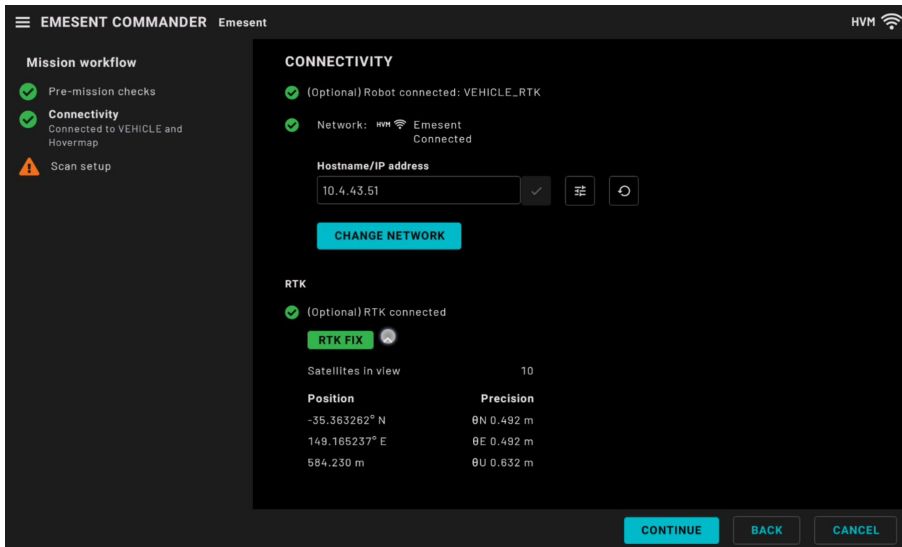 EMESENT COMMANDER Emesent
HVM
Mission workflow
Pre-mission checks
Connectivity
Connected to VEHICLE and
Hovermap
Scan setup
CONNECTIVITY
(Optional) Robot connected: VEHICLE_RTK
Network: HVM Emesent
Connected
Hostname/IP address
10.4.43.51
CHANGE NETWORK
RTK
(Optional) RTK connected
RTK FIX
Satellites in view 10
Position Precision
-35.363262° N θN 0.492 m
149.165237° E θE 0.492 m
584.230 m θU 0.632 m
CONTINUE BACK CANCEL